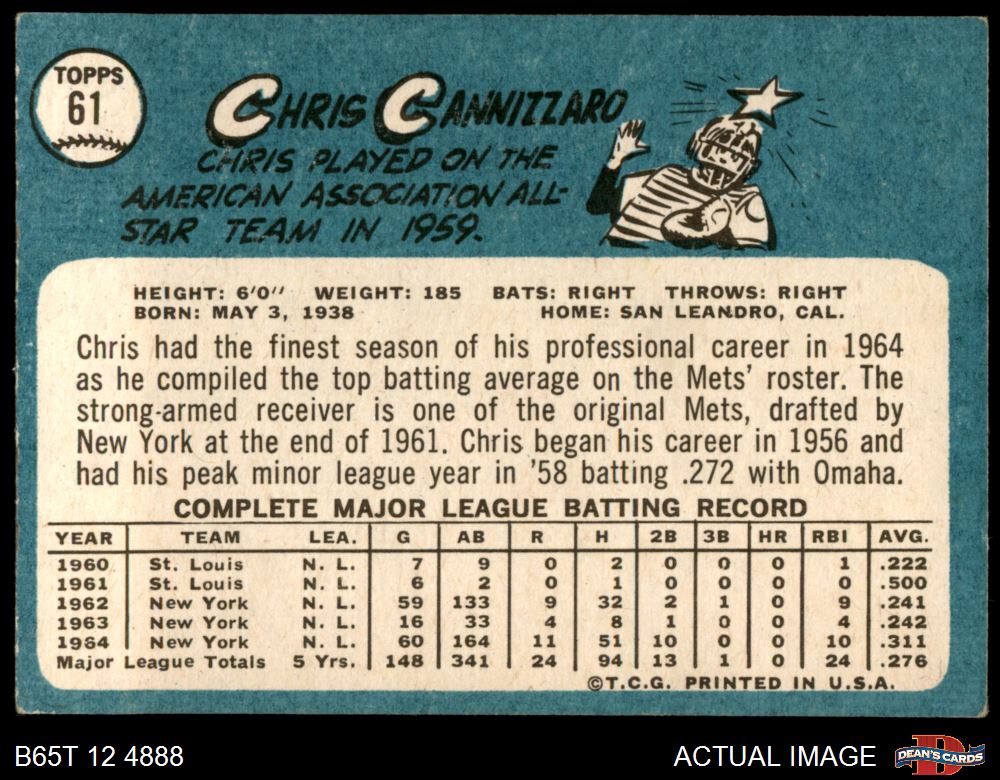 TOPPS
61
CHRIS CANNIZZARO
CHRIS PLAYED ON THE
AMERICAN ASSOCIATION ALL-
STAR TEAM IN 1959.
HEIGHT: 6'0" WEIGHT: 185 BATS: RIGHT THROWS: RIGHT
BORN: MAY 3, 1938 HOME: SAN LEANDRO, CAL.
Chris had the finest season of his professional career in 1964
as he compiled the top batting average on the Mets' roster. The
strong-armed receiver is one of the original Mets, drafted by
New York at the end of 1961. Chris began his career in 1956 and
had his peak minor league year in '58 batting .272 with Omaha.
COMPLETE MAJOR LEAGUE BATTING RECORD
YEAR TEAM LEA. G AB R H 2B 3B HR RBI AVG.
1960 St. Louis N. L. 7 9 0 2 0 0 0 1 .222
1961 St. Louis N. L. 6 2 0 1 0 0 0 0 .500
1962 New York N. L. 59 133 9 32 2 1 0 9 .241
1963 New York N. L. 16 33 4 8 1 0 0 4 .242
1964 New York N. L. 60 164 11 51 10 0 0 10 .311
Major League Totals 5 Yrs. 148 341 24 94 13 1 0 24 .276
©T.C.G. PRINTED IN U.S.A.
B65T 12 4888 ACTUAL IMAGE D DEAN'S CARDS